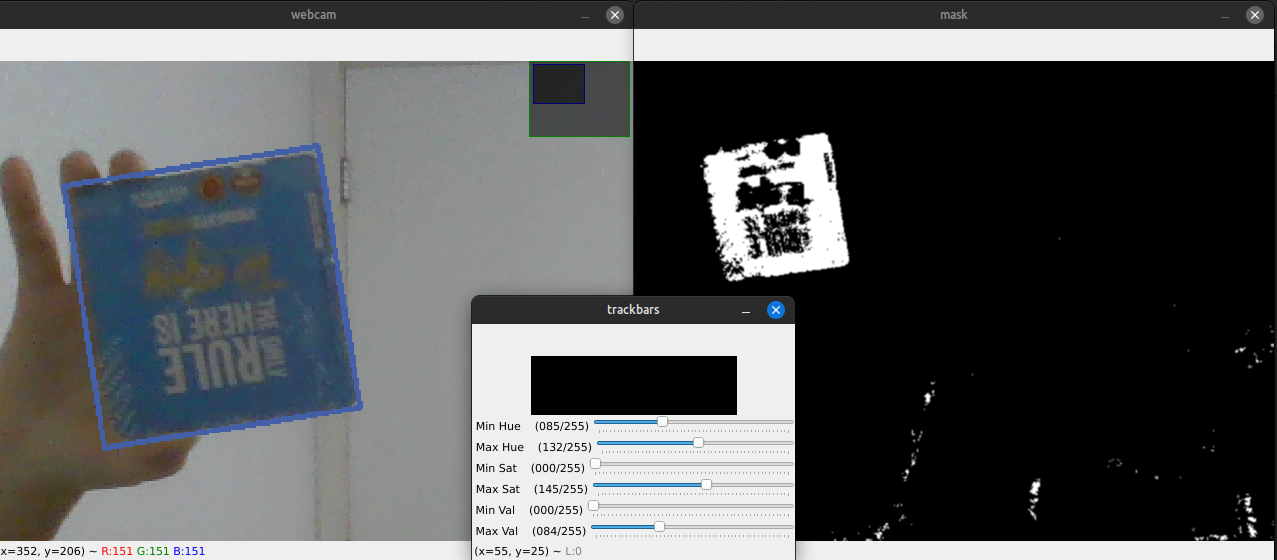 webcam
mask
THE ONLY
RULE
HERE IS
trackbars
Min Hue (085/255)
Max Hue (132/255)
Min Sat (000/255)
Max Sat (145/255)
Min Val (000/255)
Max Val (084/255)
(x=55, y=25) ~ L:0
x=352, y=206) ~ R:151 G:151 B:151